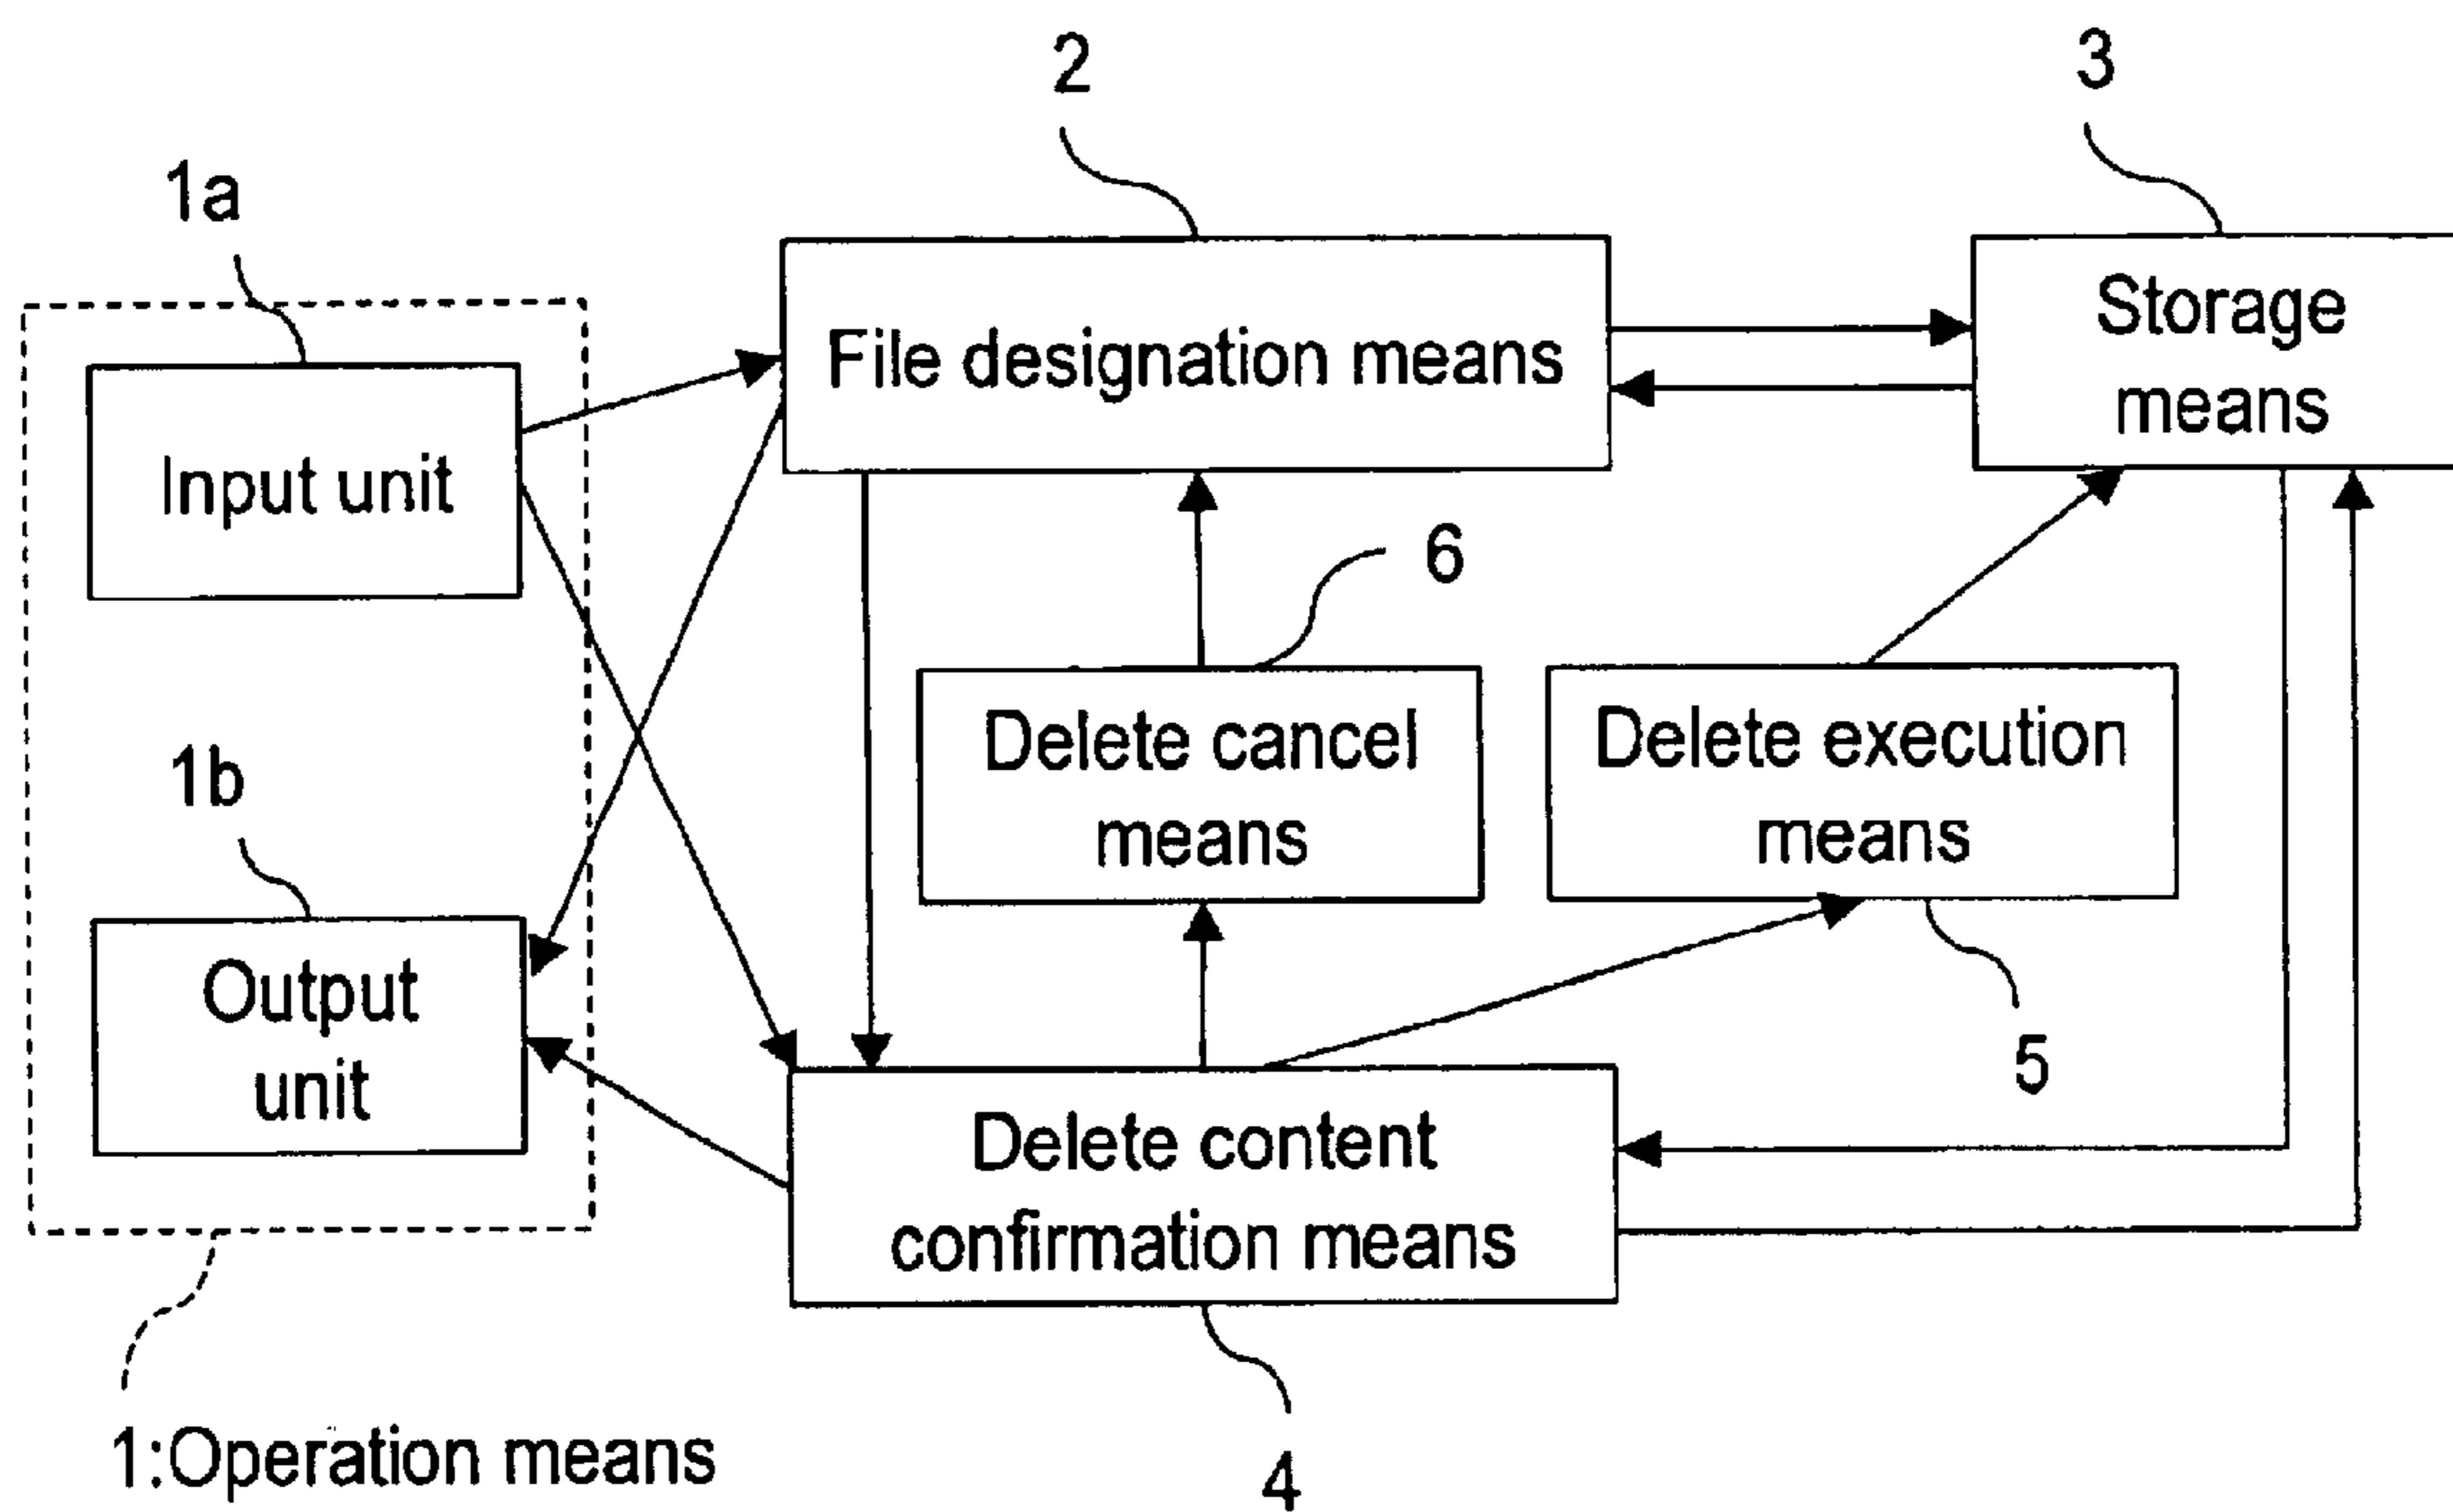 2
3
1a
File designation means
Storage
means
Input unit
6
Delete cancel
means
Delete execution
means
1b
Output
unit
5
Delete content
confirmation means
1:Operation means
4